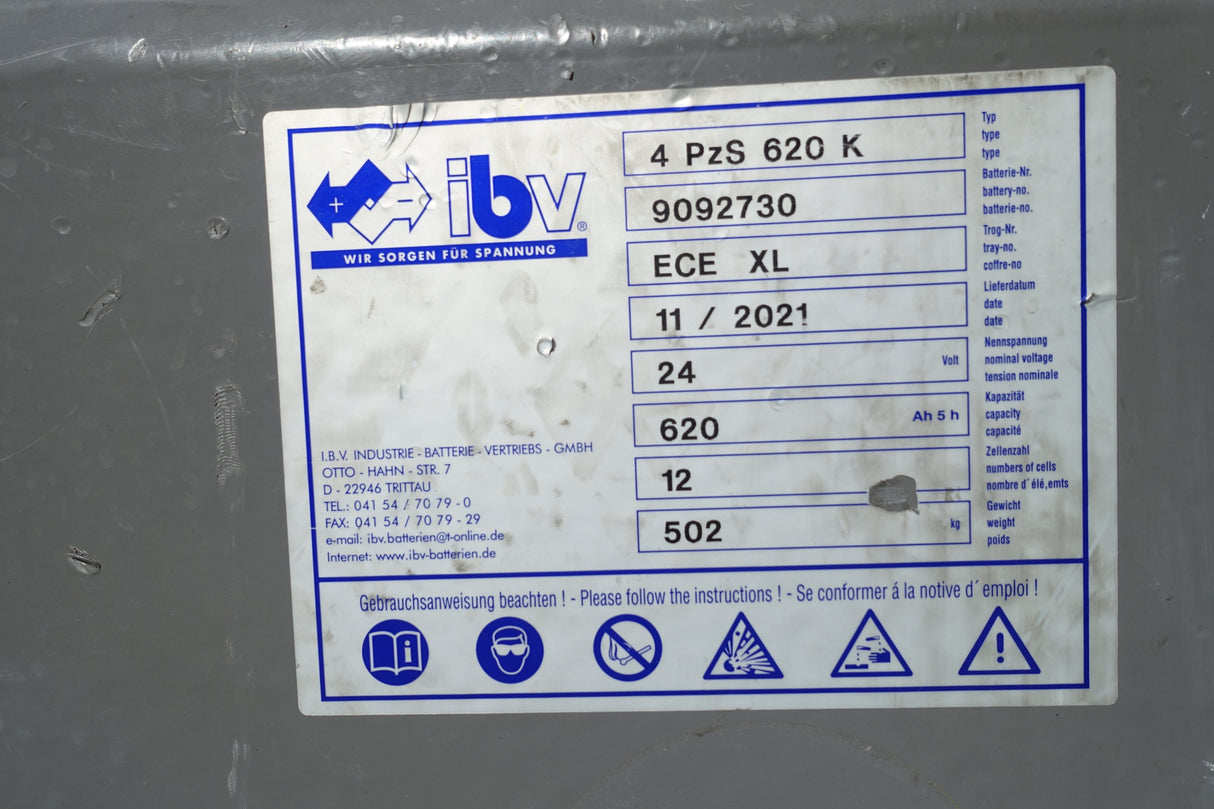 ibv®
WIR SORGEN FÜR SPANNUNG
I.B.V. INDUSTRIE - BATTERIE - VERTRIEBS - GMBH
OTTO - HAHN - STR. 7
D - 22946 TRITTAU
TEL.: 041 54 / 70 79 - 0
FAX: 041 54 / 70 79 - 29
e-mail: ibv.batterien@t-online.de
Internet: www.ibv-batterien.de
4 PzS 620 K
Typ
type
type
9092730
Batterie-Nr.
battery-no.
batterie-no.
ECE XL
Trog-Nr.
tray-no.
coffre-no
11 / 2021
Lieferdatum
date
date
24 Volt
Nennspannung
nominal voltage
tension nominale
620 Ah 5 h
Kapazität
capacity
capacité
12
Zellenzahl
numbers of cells
nombre d´élé,emts
502 kg
Gewicht
weight
poids
Gebrauchsanweisung beachten ! - Please follow the instructions ! - Se conformer á la notive d´ emploi !